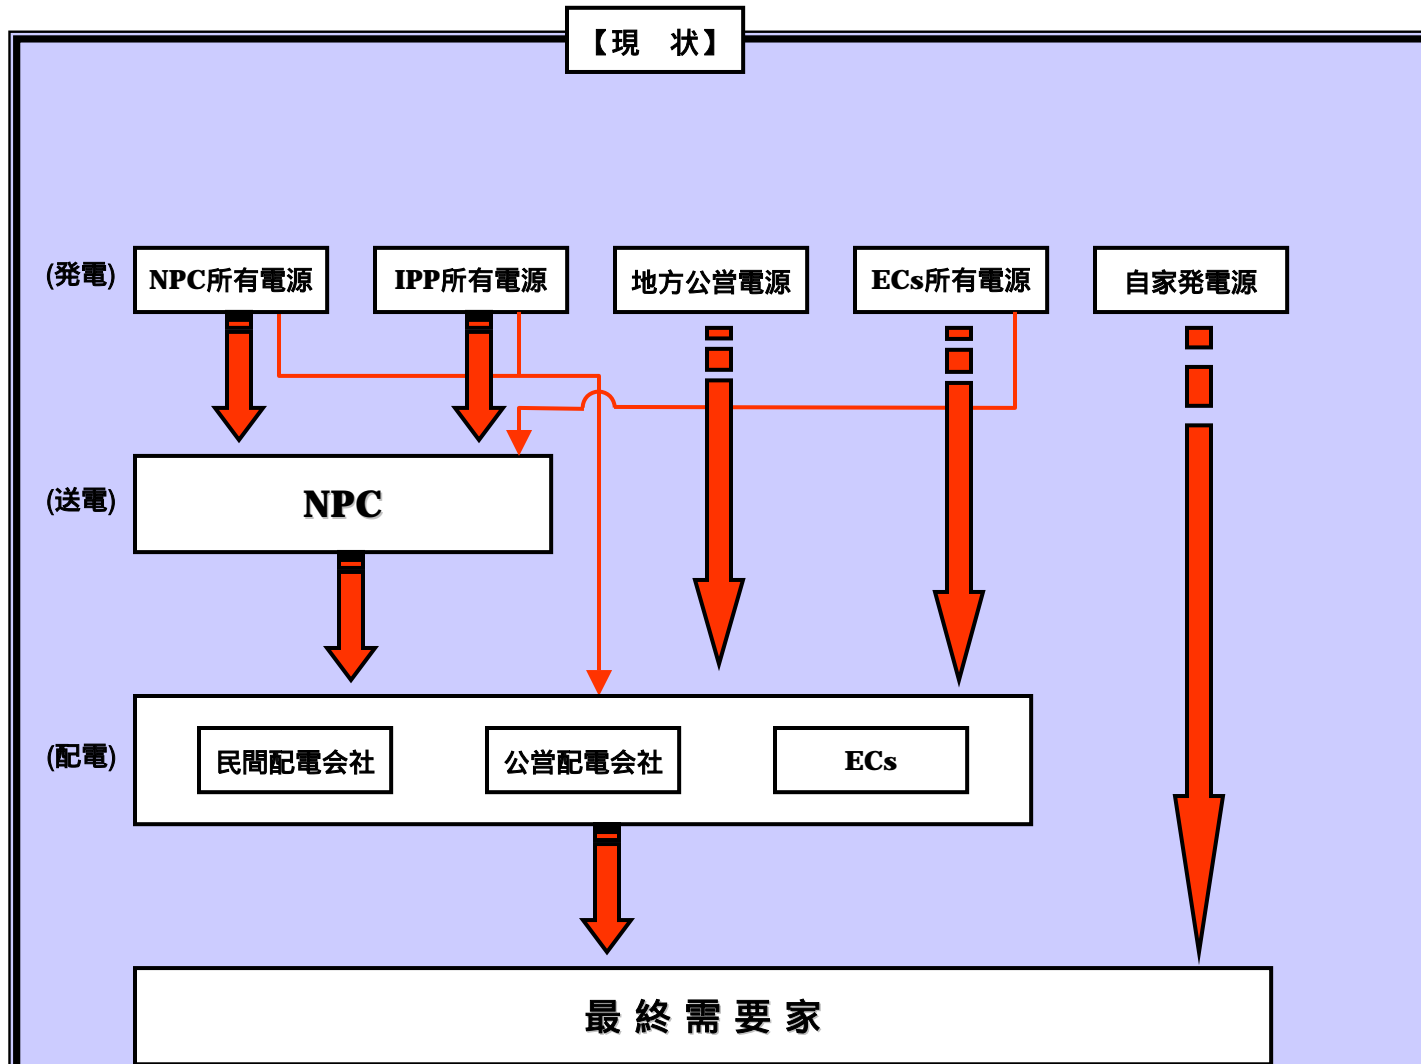 【現　状】
(発電)
NPC所有電源
IPP所有電源
地方公営電源
ECs所有電源
自家発電源
(送電)
NPC
(配電)
民間配電会社
公営配電会社
ECs
最終需要家